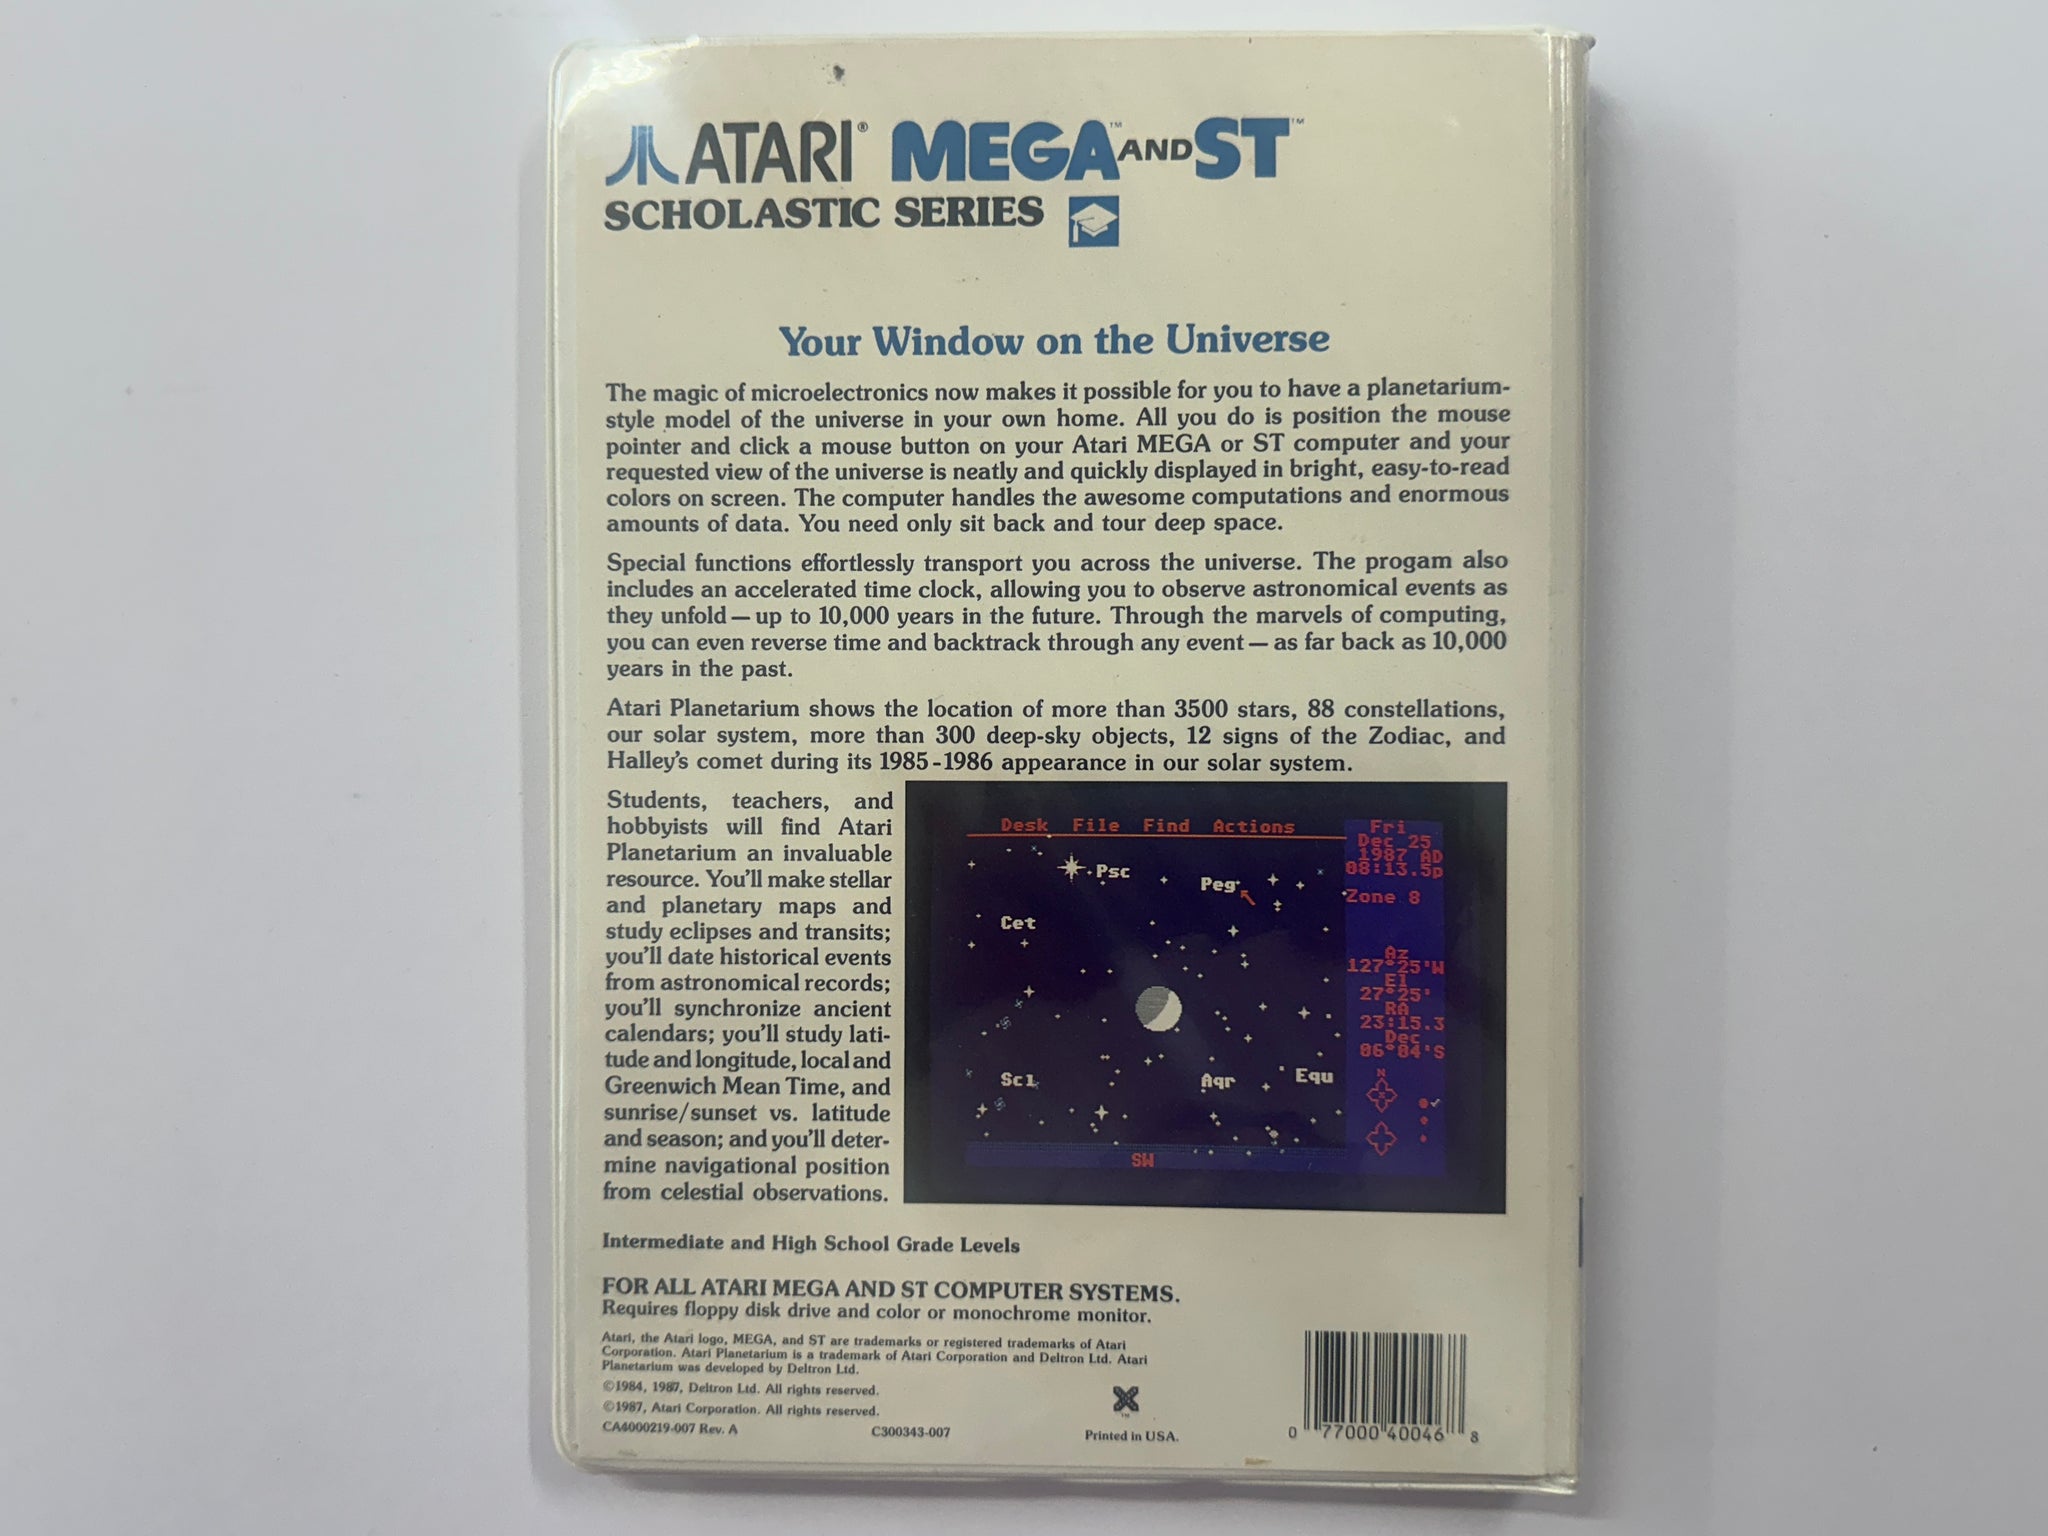 ATARI® MEGA™ AND ST™
SCHOLASTIC SERIES
Your Window on the Universe
The magic of microelectronics now makes it possible for you to have a planetarium-
style model of the universe in your own home. All you do is position the mouse
pointer and click a mouse button on your Atari MEGA or ST computer and your
requested view of the universe is neatly and quickly displayed in bright, easy-to-read
colors on screen. The computer handles the awesome computations and enormous
amounts of data. You need only sit back and tour deep space.
Special functions effortlessly transport you across the universe. The progam also
includes an accelerated time clock, allowing you to observe astronomical events as
they unfold — up to 10,000 years in the future. Through the marvels of computing,
you can even reverse time and backtrack through any event — as far back as 10,000
years in the past.
Atari Planetarium shows the location of more than 3500 stars, 88 constellations,
our solar system, more than 300 deep-sky objects, 12 signs of the Zodiac, and
Halley's comet during its 1985-1986 appearance in our solar system.
Students, teachers, and
hobbyists will find Atari
Planetarium an invaluable
resource. You'll make stellar
and planetary maps and
study eclipses and transits;
you'll date historical events
from astronomical records;
you'll synchronize ancient
calendars; you'll study lati-
tude and longitude, local and
Greenwich Mean Time, and
sunrise/sunset vs. latitude
and season; and you'll deter-
mine navigational position
from celestial observations.
Desk File Find Actions
Fri
Dec 25
1987 AD
08:13.5p
Zone 8
Psc
Peg
Cet
Az
127°25'W
El
27°25'
RA
23:15.3
Dec
06°04'S
Scl
Aqr
Equ
N
SW
Intermediate and High School Grade Levels
FOR ALL ATARI MEGA AND ST COMPUTER SYSTEMS.
Requires floppy disk drive and color or monochrome monitor.
Atari, the Atari logo, MEGA, and ST are trademarks or registered trademarks of Atari
Corporation. Atari Planetarium is a trademark of Atari Corporation and Deltron Ltd. Atari
Planetarium was developed by Deltron Ltd.
©1984, 1987, Deltron Ltd. All rights reserved.
©1987, Atari Corporation. All rights reserved.
CA4000219-007 Rev. A
C300343-007
TM
Printed in USA.
0 77000 40046 8